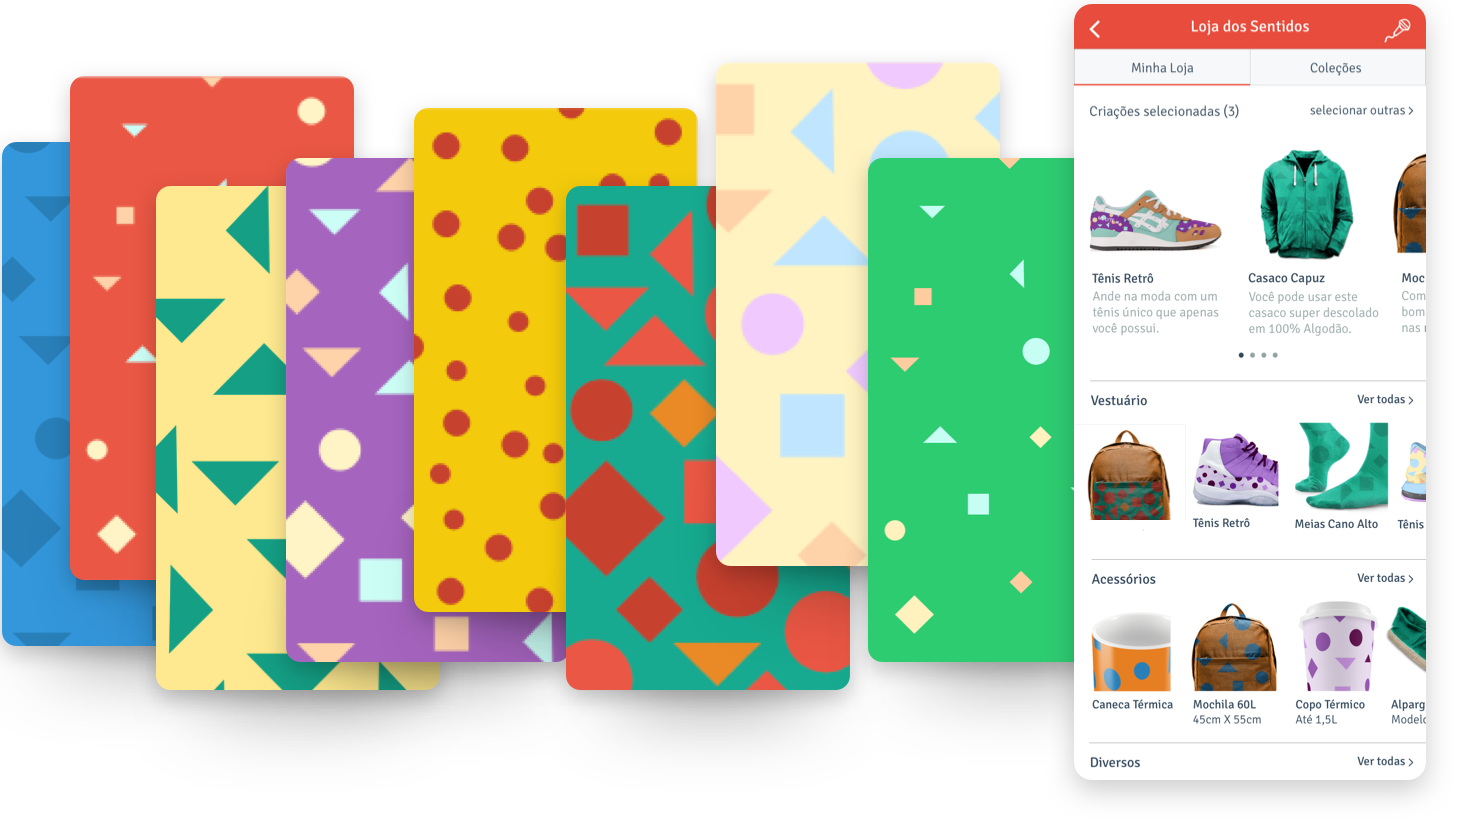 Loja dos Sentidos
Minha Loja
Coleções
Criações selecionadas (3)
selecionar outras >
Tênis Retrô
Ande na moda com um
tênis único que apenas
você possui.
Casaco Capuz
Você pode usar este
casaco super descolado
em 100% Algodão.
Moc
Com
bom
nas
Vestuário
Ver todas >
Tênis Retrô
Meias Cano Alto
Tênis
Acessórios
Ver todas >
Caneca Térmica
Mochila 60L
45cm X 55cm
Copo Térmico
Até 1,5L
Alparg
Modelo
Diversos
Ver todas >